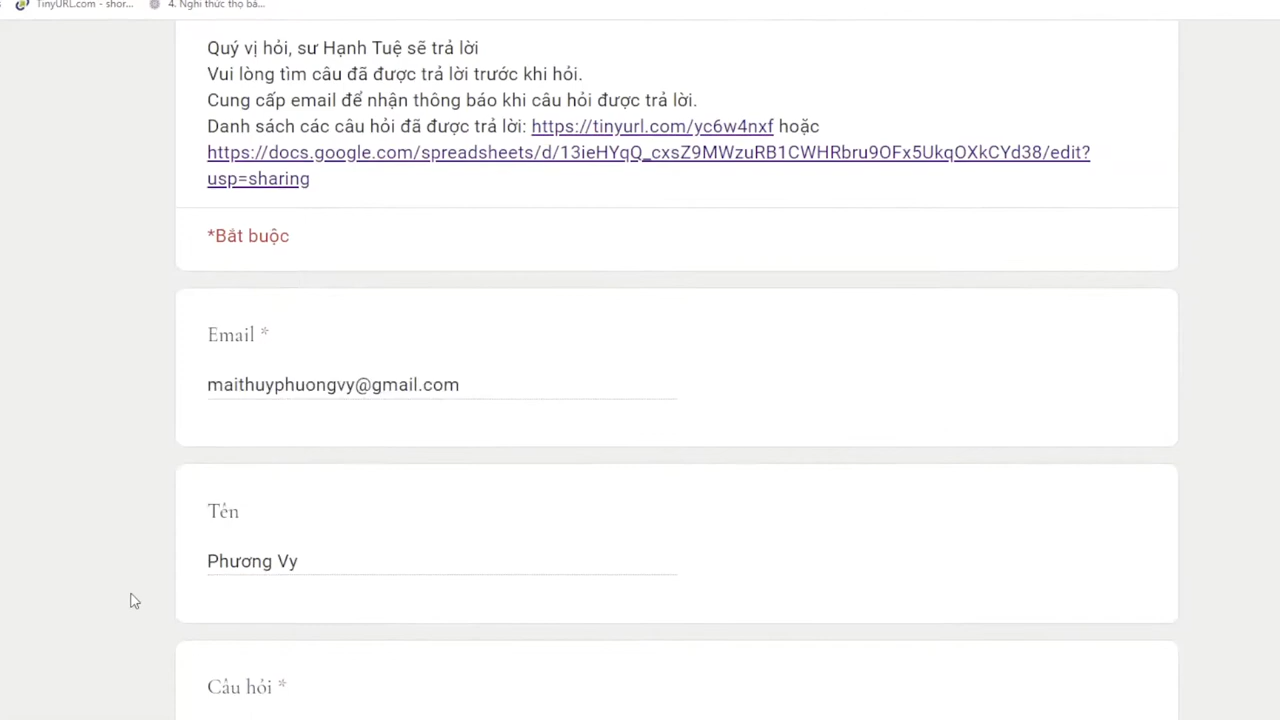 TinyURL.com - shor...
4. Nghi thức thọ bá...
Quý vị hỏi, sư Hạnh Tuệ sẽ trả lời
Vui lòng tìm câu đã được trả lời trước khi hỏi.
Cung cấp email để nhận thông báo khi câu hỏi được trả lời.
Danh sách các câu hỏi đã được trả lời: https://tinyurl.com/yc6w4nxf hoặc
https://docs.google.com/spreadsheets/d/13ieHYqQ_cxsZ9MWzuRB1CWHRbru9OFx5UkqOXkCYd38/edit?
usp=sharing
*Bắt buộc
Email *
maithuyphuongvy@gmail.com
Tên
Phương Vy
Câu hỏi *